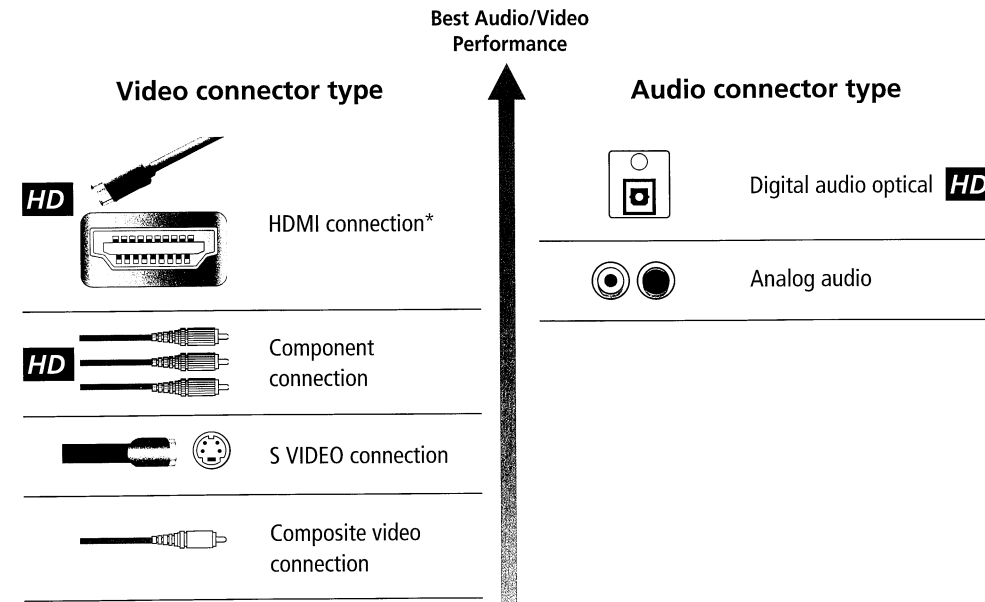 Best Audio/Video
Performance
Video connector type
HD
HDMI connection*
HD
Component
connection
S VIDEO connection
Composite video
connection
Audio connector type
Digital audio optical HD
Analog audio